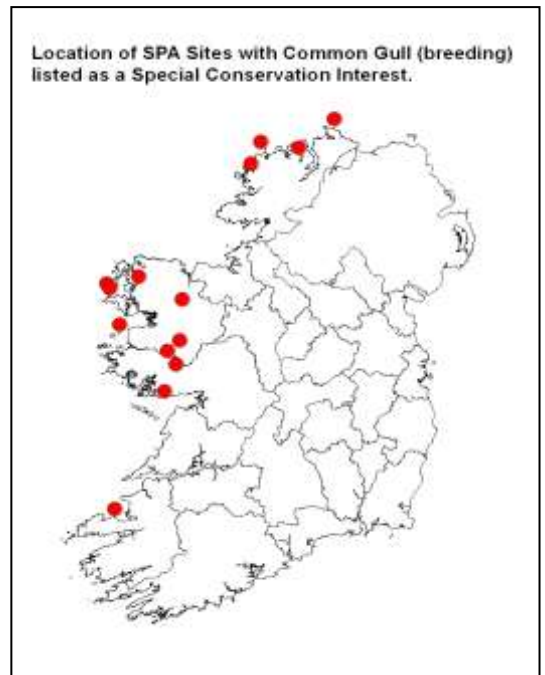 Location of SPA Sites with Common Gull (breeding)
listed as a Special Conservation Interest.